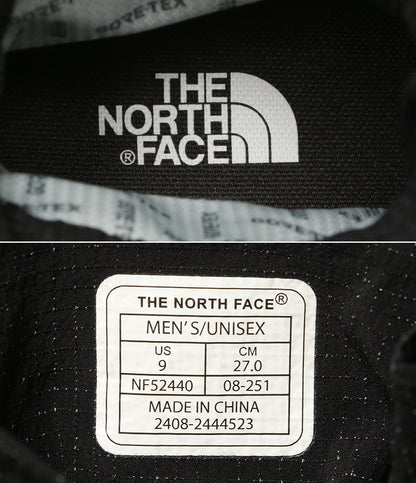 GORE-TEX
THE
NORTH
®FACE
GORE-TEX
THE NORTH FACE®
MEN'S/UNISEX
US CM
9 27.0
NF52440 08-251
MADE IN CHINA
2408-2444523